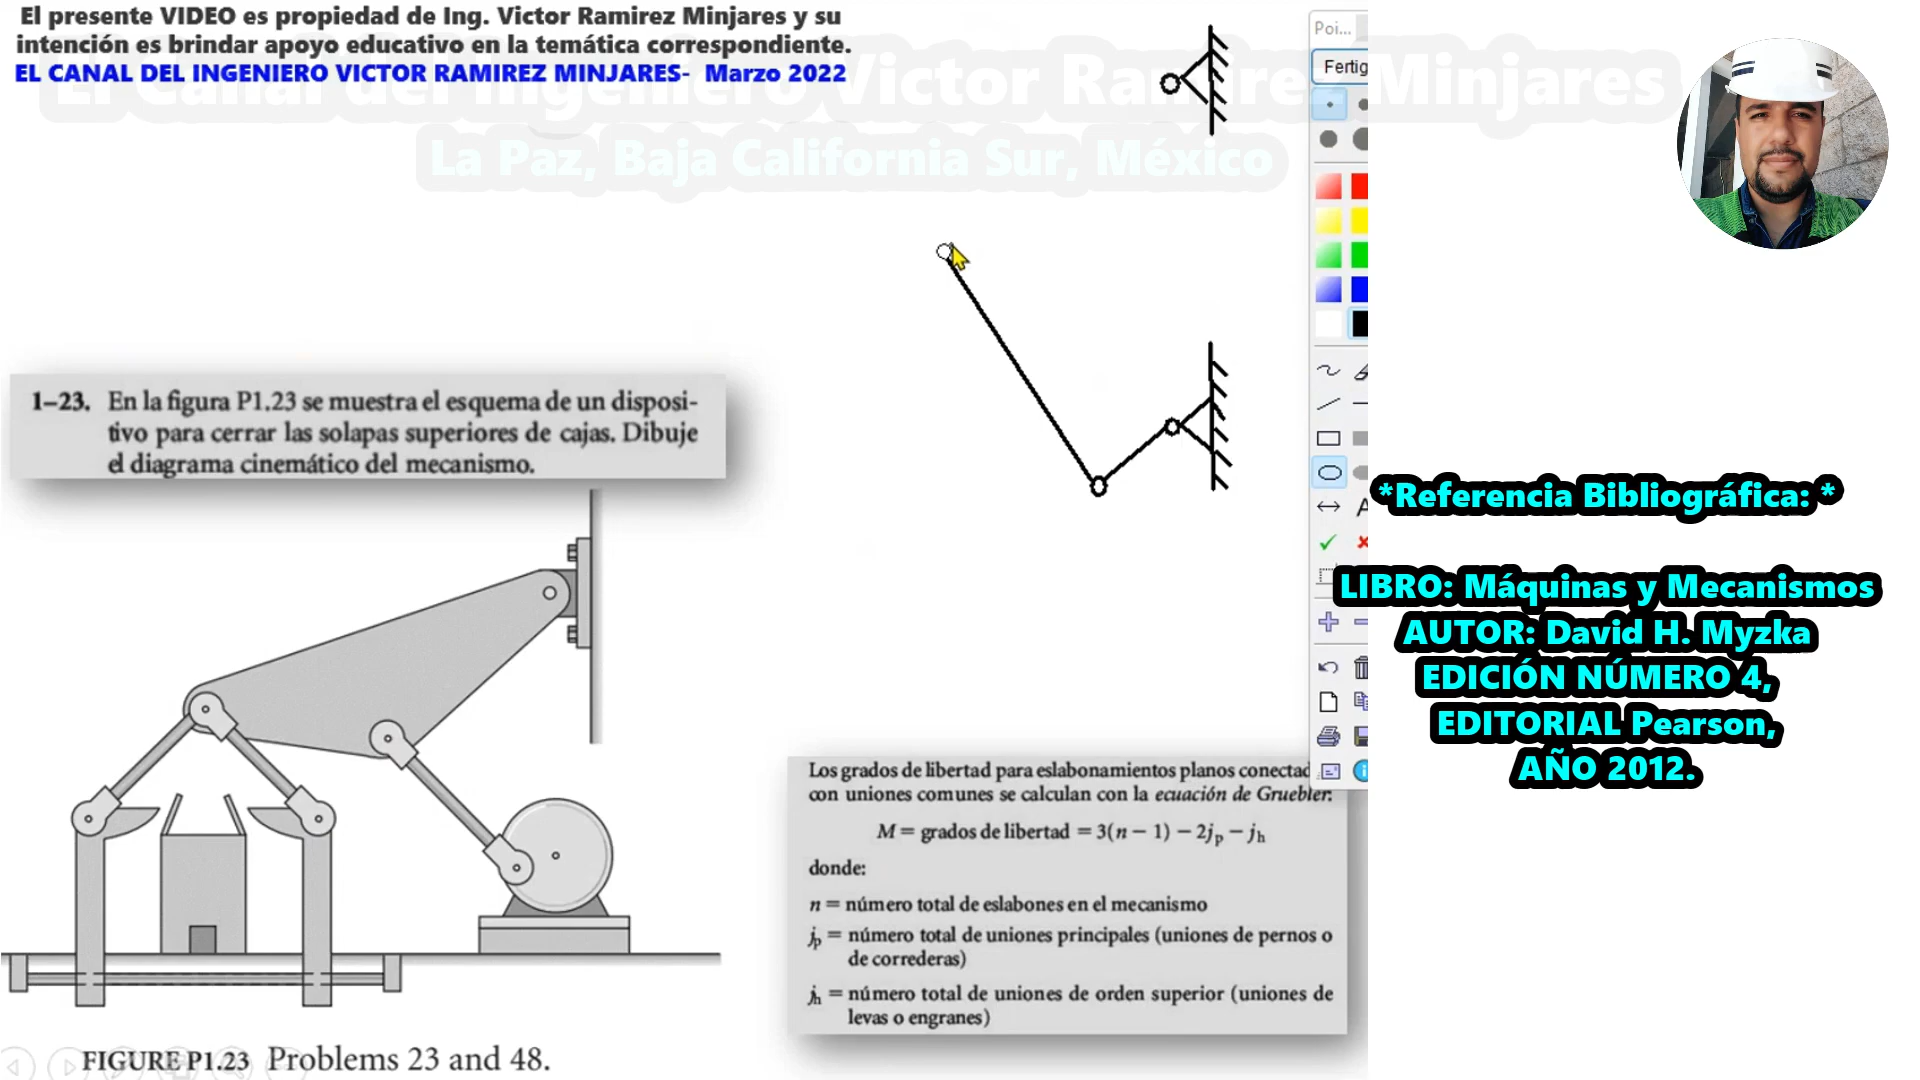 El presente VIDEO es propiedad de Ing. Victor Ramirez Minjares y su
intención es brindar apoyo educativo en la temática correspondiente.
EL CANAL DEL INGENIERO VICTOR RAMIREZ MINJARES- Marzo 2022
El Canal del Ingeniero Victor Ramirez Minjares
La Paz, Baja California Sur, México
Poi...
Fertig
A
1–23. En la figura P1.23 se muestra el esquema de un disposi-
tivo para cerrar las solapas superiores de cajas. Dibuje
el diagrama cinemático del mecanismo.
FIGURE P1.23 Problems 23 and 48.
Los grados de libertad para eslabonamientos planos conectad
con uniones comunes se calculan con la ecuación de Gruebler:
M = grados de libertad = 3(n − 1) − 2jp − jh
donde:
n = número total de eslabones en el mecanismo
jp = número total de uniones principales (uniones de pernos o
de correderas)
jh = número total de uniones de orden superior (uniones de
levas o engranes)
*Referencia Bibliográfica: *
LIBRO: Máquinas y Mecanismos
AUTOR: David H. Myzka
EDICIÓN NÚMERO 4,
EDITORIAL Pearson,
AÑO 2012.